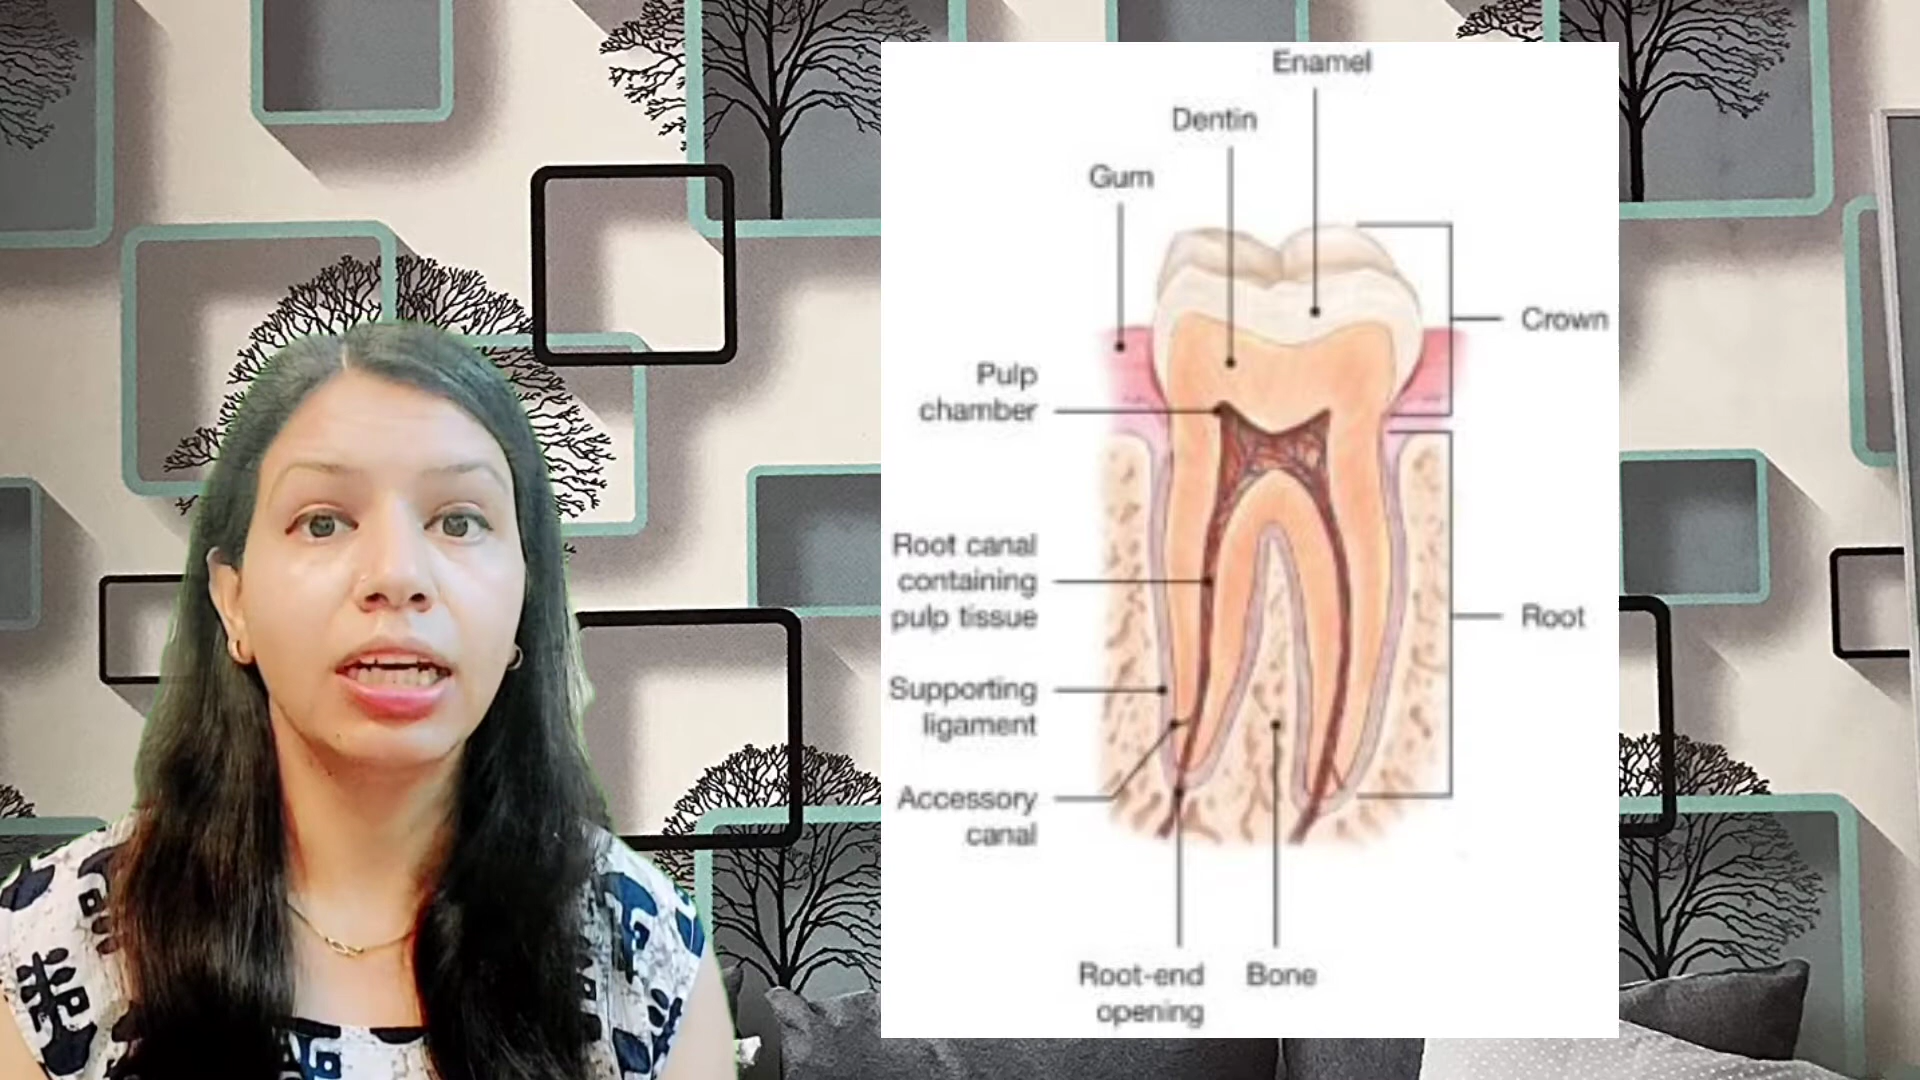 Enamel
Dentin
Gum
Crown
Pulp
chamber
Root canal
containing
pulp tissue
Root
Supporting
ligament
Accessory
canal
Root-end
opening
Bone